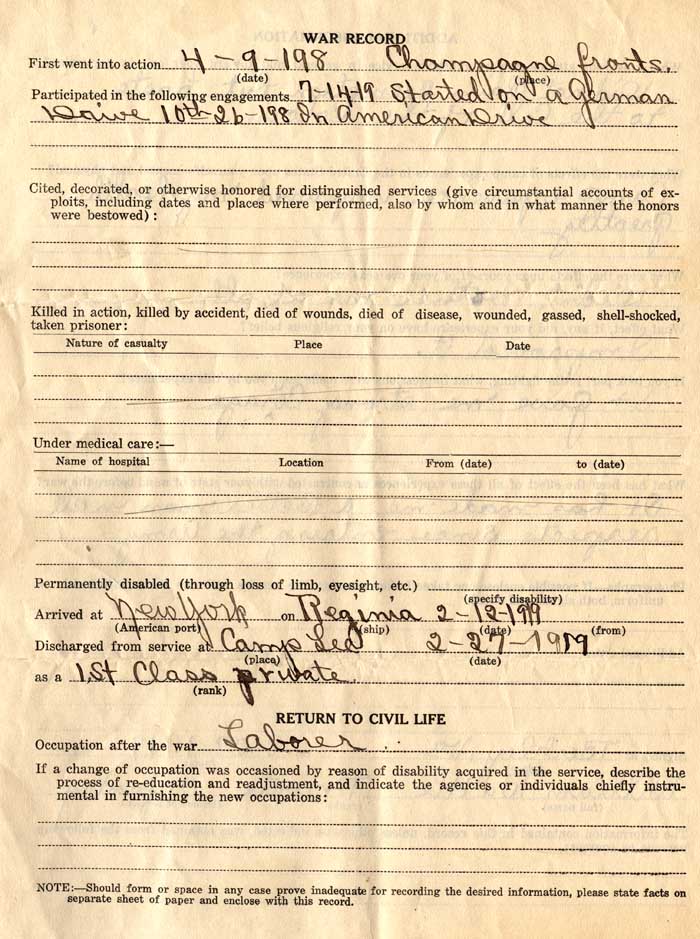 WAR RECORD
First went into action 4-9-198 Champagne fronts.
(date) (place)
Participated in the following engagements 7-14-19 Started on a German
Draive 10th 26-198 In American Drive
Cited, decorated, or otherwise honored for distinguished services (give circumstantial accounts of ex-
ploits, including dates and places where performed, also by whom and in what manner the honors
were bestowed) :
Killed in action, killed by accident, died of wounds, died of disease, wounded, gassed, shell-shocked,
taken prisoner:
Nature of casualty Place Date
Under medical care:—
Name of hospital Location From (date) to (date)
Permanently disabled (through loss of limb, eyesight, etc.)
(specify disability)
Arrived at New York on Reginia 2-12-1919
(American port) (ship) (date) (from)
Discharged from service at Camp Lee 2-27-1919
(place) (date)
as a 1St Class private.
(rank)
RETURN TO CIVIL LIFE
Occupation after the war Laborer
If a change of occupation was occasioned by reason of disability acquired in the service, describe the
process of re-education and readjustment, and indicate the agencies or individuals chiefly instru-
mental in furnishing the new occupations:
NOTE:—Should form or space in any case prove inadequate for recording the desired information, please state facts on
separate sheet of paper and enclose with this record.